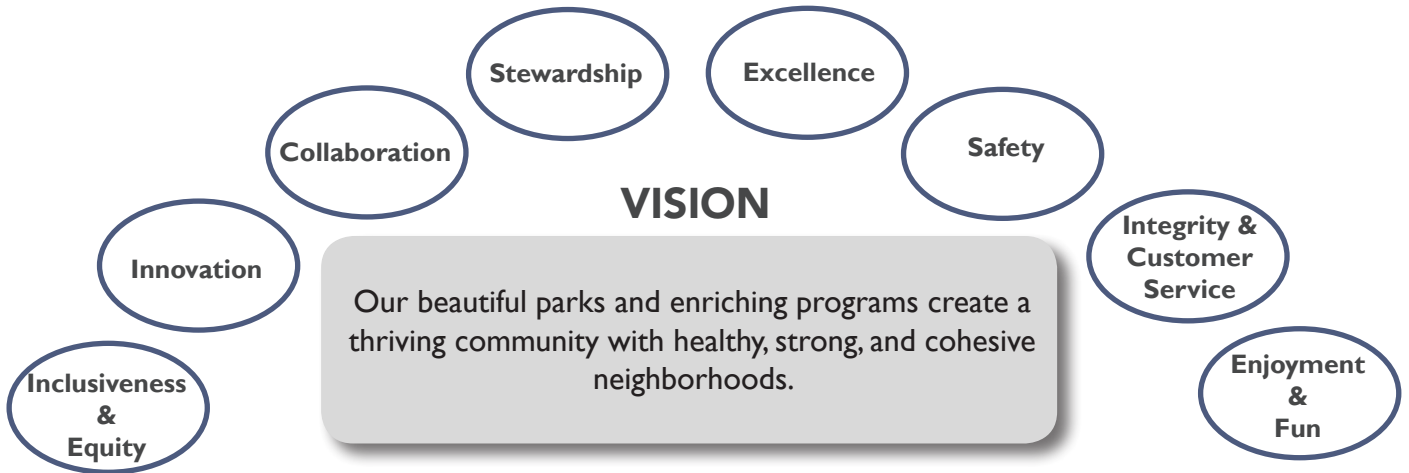 Stewardship
Excellence
Collaboration
Safety
VISION
Integrity &
Customer
Service
Innovation
Our beautiful parks and enriching programs create a
thriving community with healthy, strong, and cohesive
neighborhoods.
Inclusiveness
&
Equity
Enjoyment
&
Fun